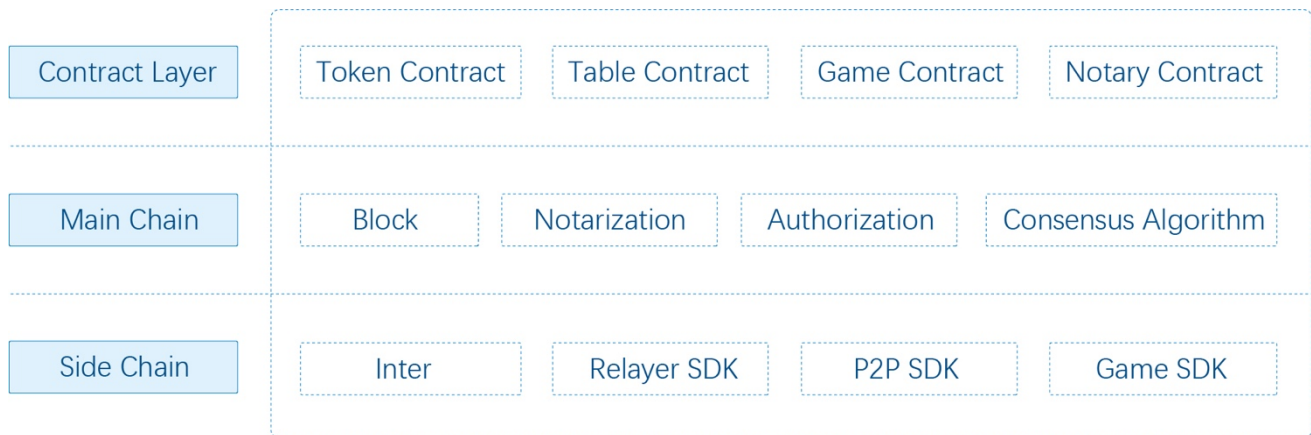 Contract Layer
Token Contract
Table Contract
Game Contract
Notary Contract
Main Chain
Block
Notarization
Authorization
Consensus Algorithm
Side Chain
Inter
Relayer SDK
P2P SDK
Game SDK